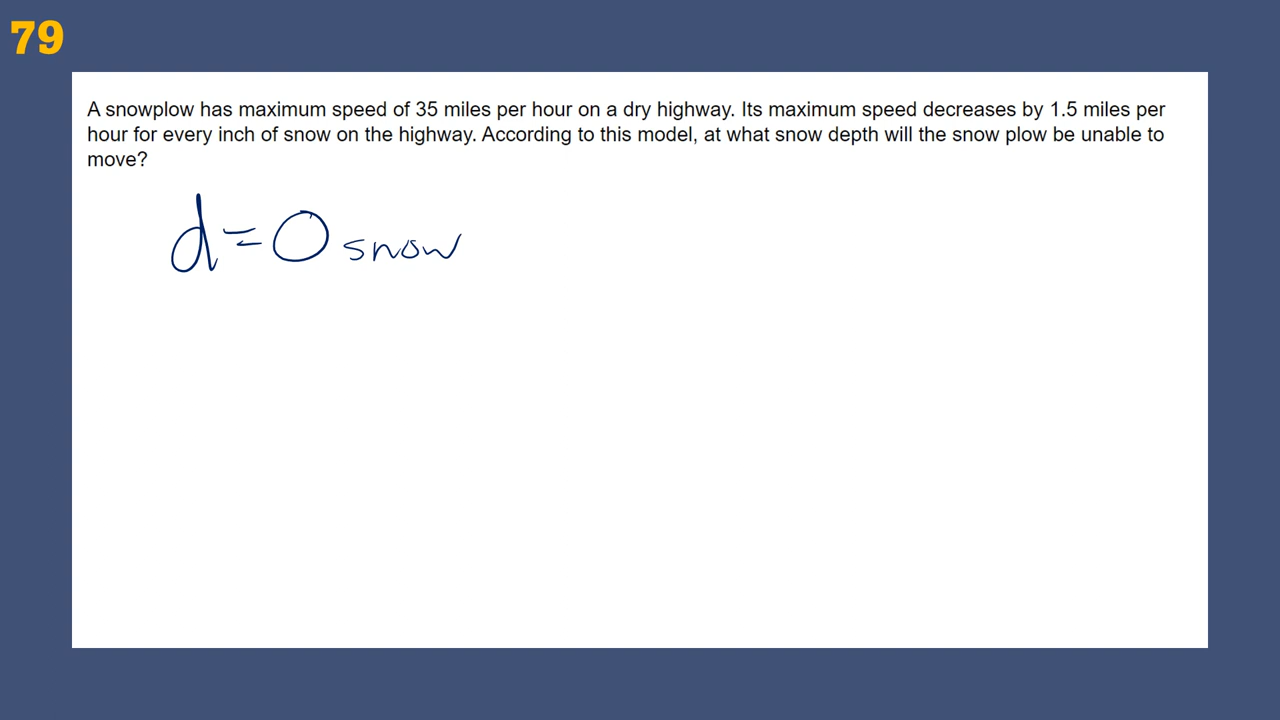 79
A snowplow has maximum speed of 35 miles per hour on a dry highway. Its maximum speed decreases by 1.5 miles per
hour for every inch of snow on the highway. According to this model, at what snow depth will the snow plow be unable to
move?
d = 0 snow